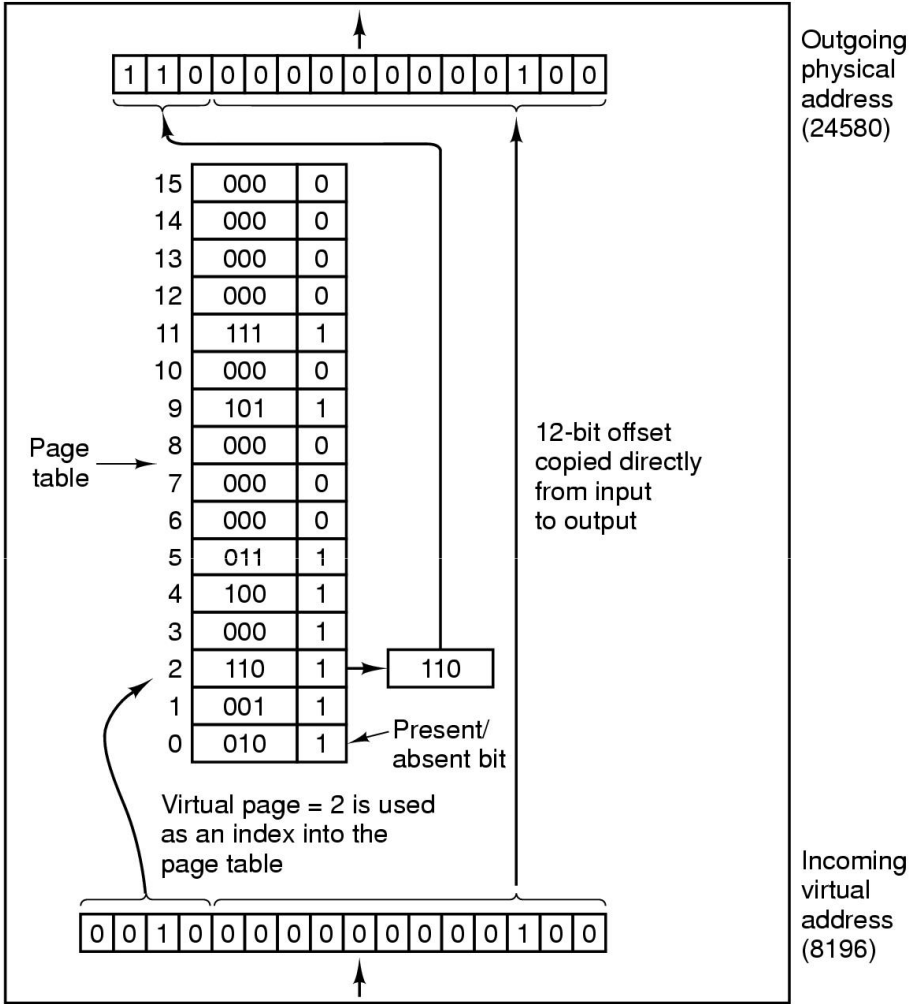 Outgoing
physical
address
(24580)
1 1 0 0 0 0 0 0 0 0 0 0 1 0 0
15 000 0
14 000 0
13 000 0
12 000 0
11 111 1
10 000 0
9 101 1
8 000 0
7 000 0
6 000 0
5 011 1
4 100 1
3 000 1
2 110 1 110
1 001 1
0 010 1
Page
table
12-bit offset
copied directly
from input
to output
Present/
absent bit
Virtual page = 2 is used
as an index into the
page table
0 0 1 0 0 0 0 0 0 0 0 0 0 1 0 0
Incoming
virtual
address
(8196)